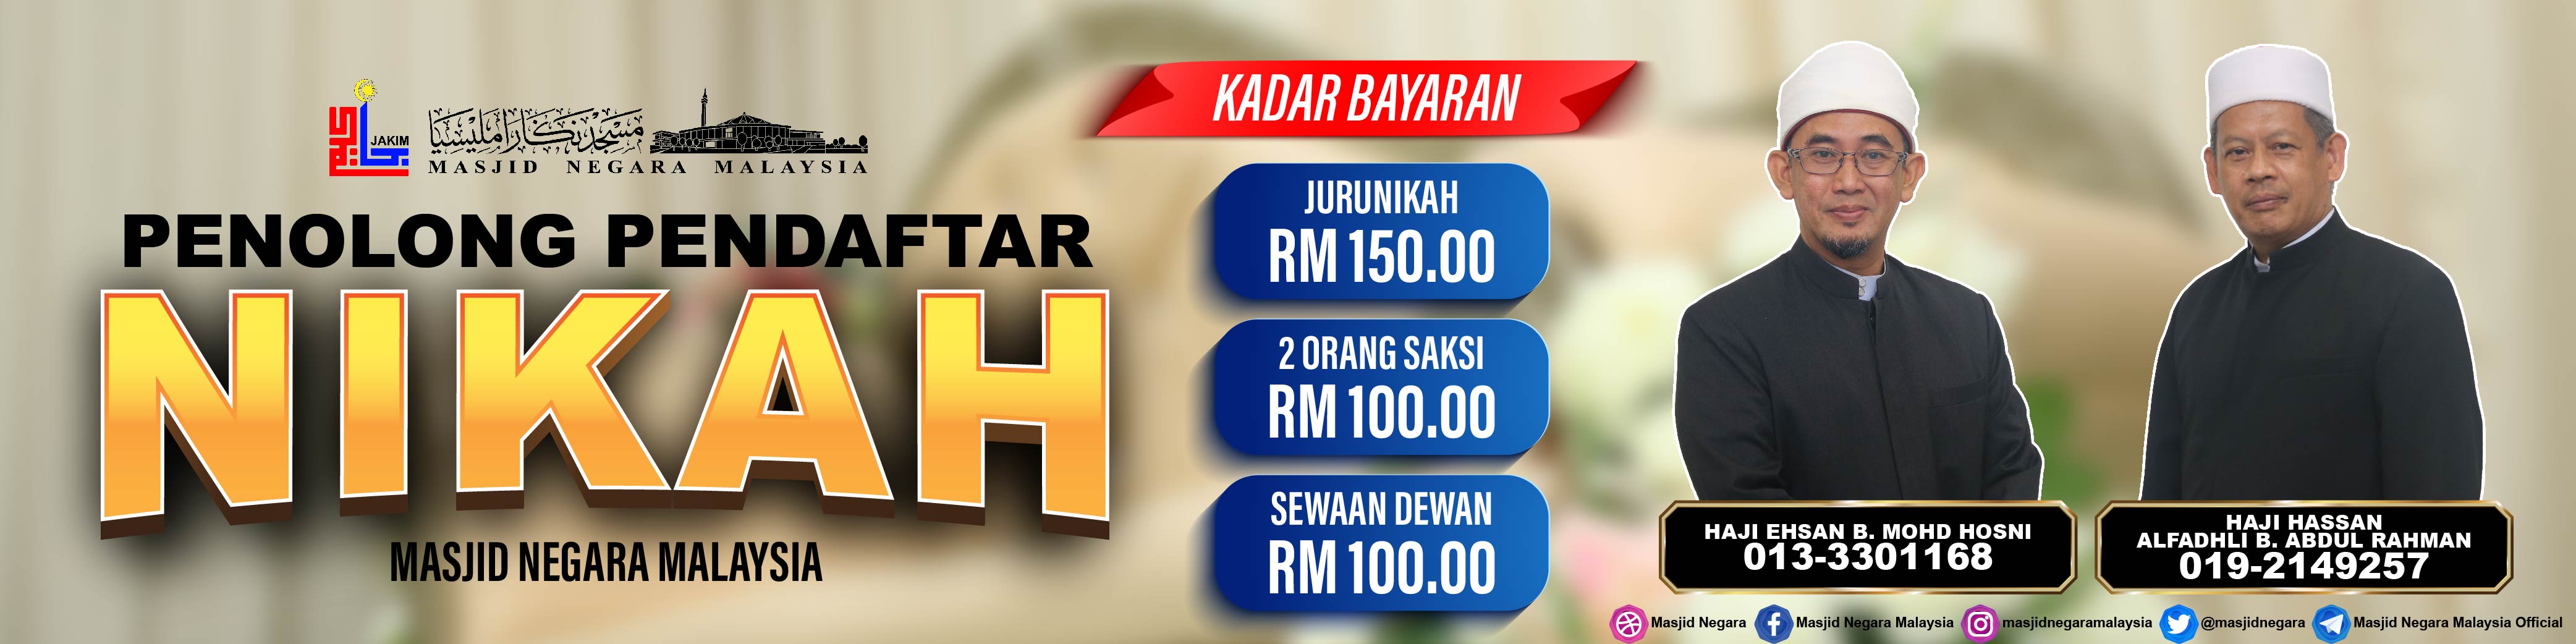 JAKIM
مسجد نݢارا مليسيا
MASJID NEGARA MALAYSIA
PENOLONG PENDAFTAR
NIKAH
MASJID NEGARA MALAYSIA
KADAR BAYARAN
JURUNIKAH
RM 150.00
2 ORANG SAKSI
RM 100.00
SEWAAN DEWAN
RM 100.00
HAJI EHSAN B. MOHD HOSNI
013-3301168
HAJI HASSAN
ALFADHLI B. ABDUL RAHMAN
019-2149257
Masjid Negara
Masjid Negara Malaysia
masjidnegaramalaysia
@masjidnegara
Masjid Negara Malaysia Official